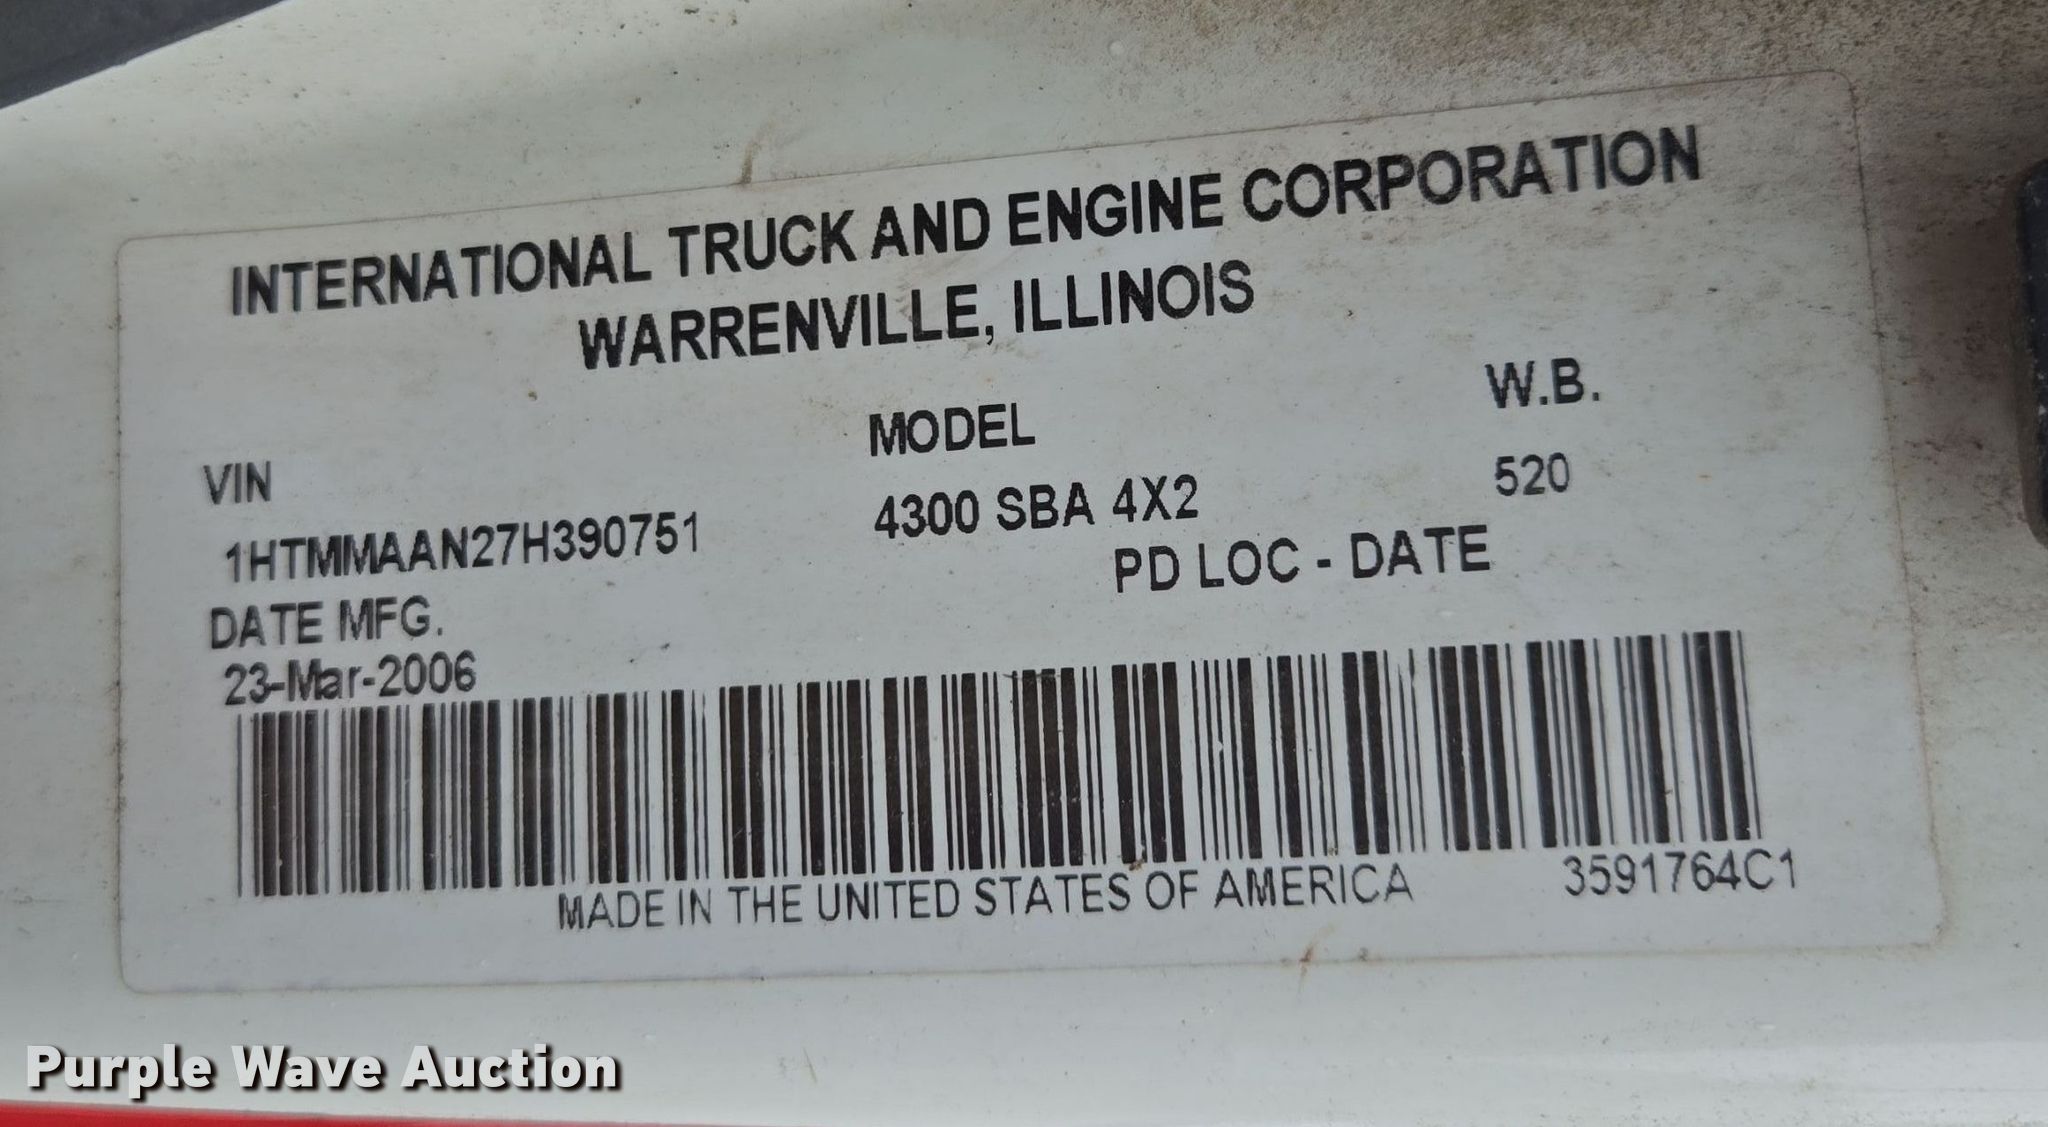 INTERNATIONAL TRUCK AND ENGINE CORPORATION
WARRENVILLE, ILLINOIS
VIN MODEL W.B.
1HTMMAAN27H390751 4300 SBA 4X2 520
DATE MFG. PD LOC - DATE
23-Mar-2006
MADE IN THE UNITED STATES OF AMERICA 3591764C1
Purple Wave Auction